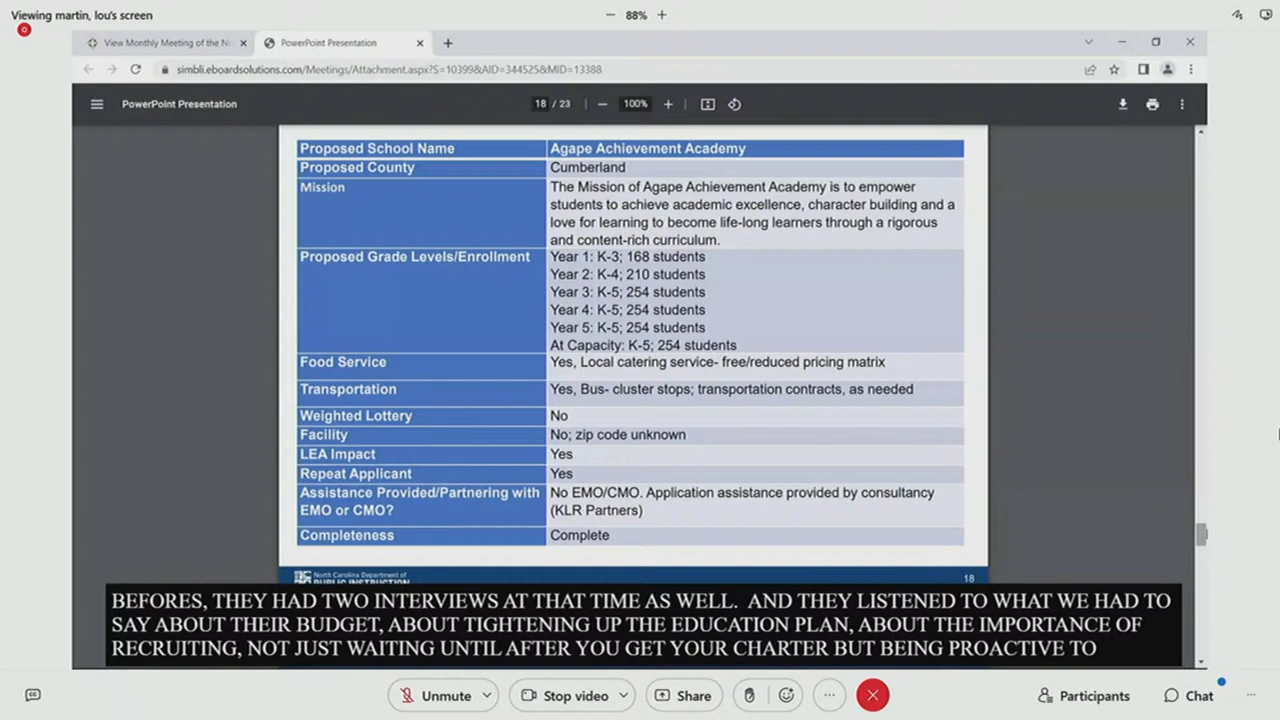 Viewing martin, lou's screen
88%
View Monthly Meeting of the No
PowerPoint Presentation
simbli.eboardsolutions.com/Meetings/Attachment.aspx?S=10399&AID=344525&MID=13388
PowerPoint Presentation
18 / 23
100%
Proposed School Name Agape Achievement Academy
Proposed County Cumberland
Mission The Mission of Agape Achievement Academy is to empower
students to achieve academic excellence, character building and a
love for learning to become life-long learners through a rigorous
and content-rich curriculum.
Proposed Grade Levels/Enrollment Year 1: K-3; 168 students
Year 2: K-4; 210 students
Year 3: K-5; 254 students
Year 4: K-5; 254 students
Year 5: K-5; 254 students
At Capacity: K-5; 254 students
Food Service Yes, Local catering service- free/reduced pricing matrix
Transportation Yes, Bus- cluster stops; transportation contracts, as needed
Weighted Lottery No
Facility No; zip code unknown
LEA Impact Yes
Repeat Applicant Yes
Assistance Provided/Partnering with No EMO/CMO. Application assistance provided by consultancy
EMO or CMO? (KLR Partners)
Completeness Complete
North Carolina Department of
PUBLIC INSTRUCTION
18
BEFORES, THEY HAD TWO INTERVIEWS AT THAT TIME AS WELL. AND THEY LISTENED TO WHAT WE HAD TO
SAY ABOUT THEIR BUDGET, ABOUT TIGHTENING UP THE EDUCATION PLAN, ABOUT THE IMPORTANCE OF
RECRUITING, NOT JUST WAITING UNTIL AFTER YOU GET YOUR CHARTER BUT BEING PROACTIVE TO
Unmute
Stop video
Share
Participants
Chat